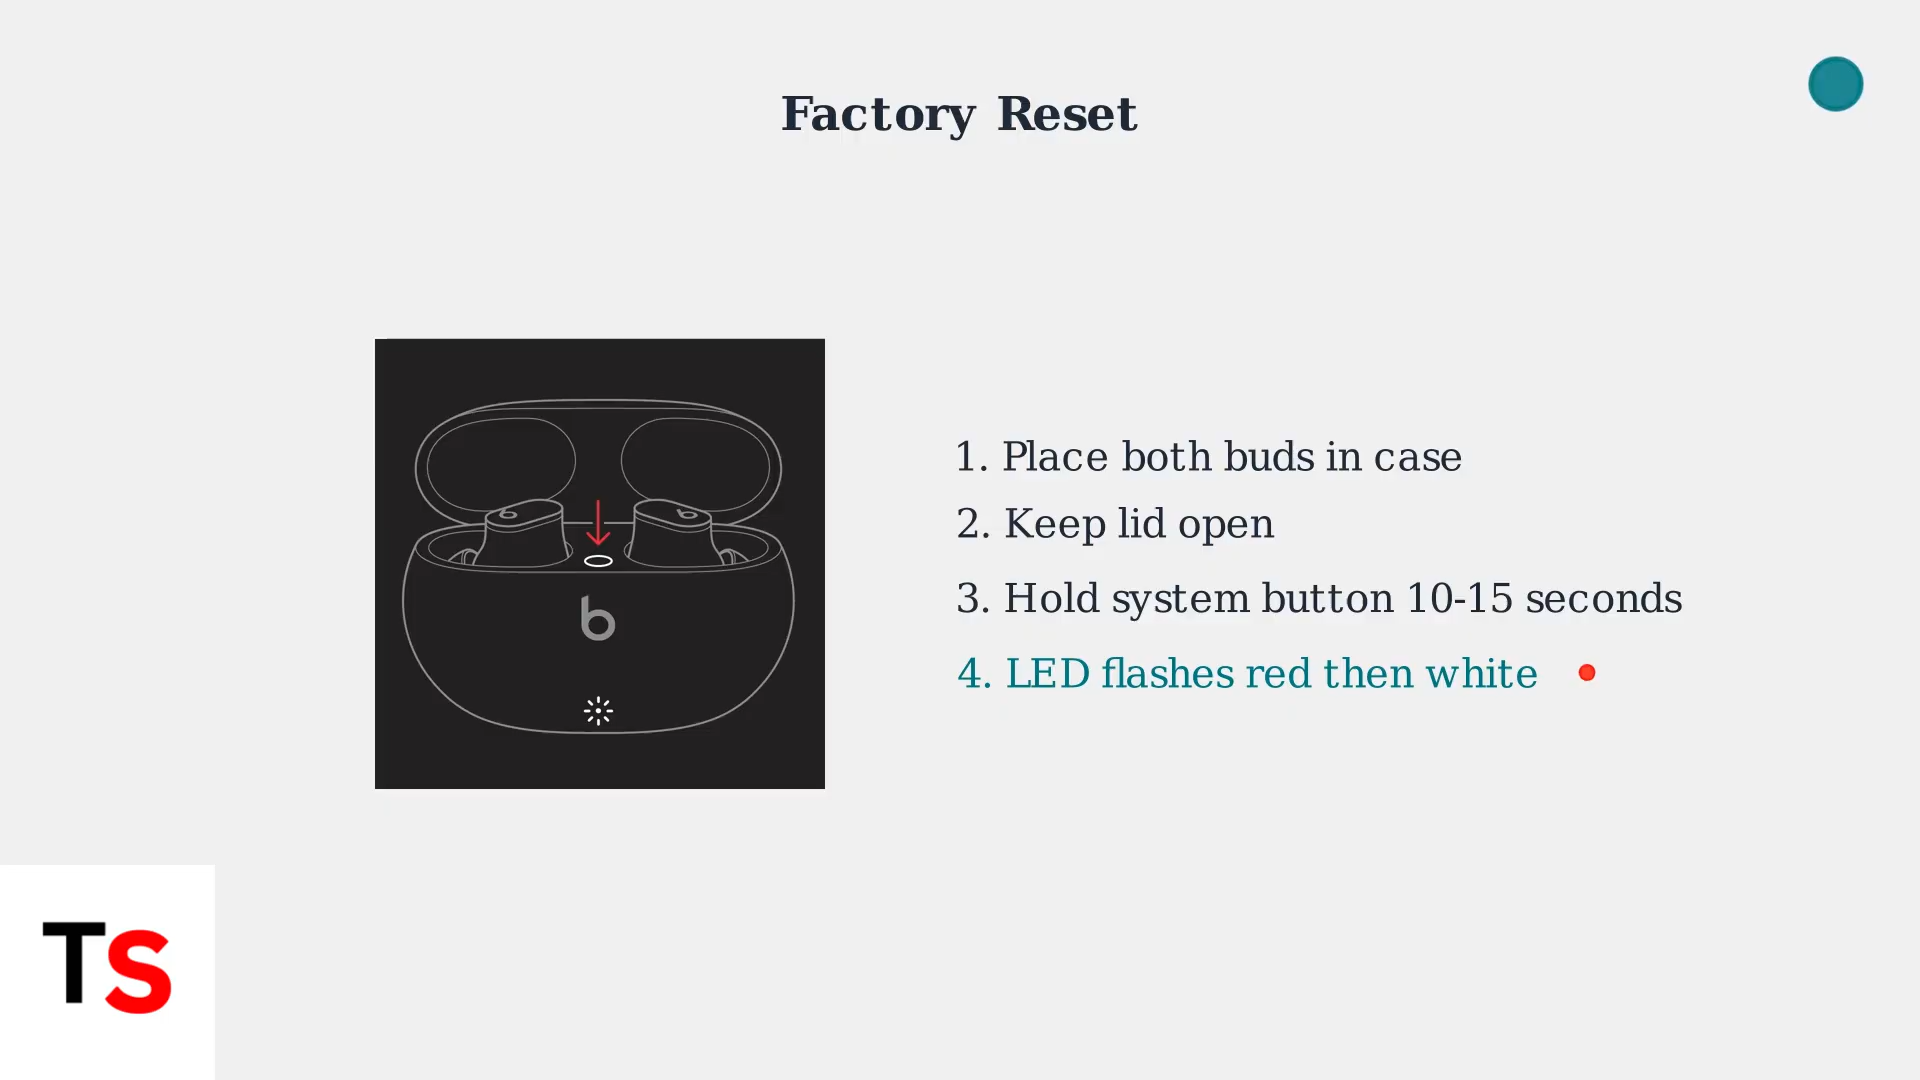 Factory Reset
1. Place both buds in case
2. Keep lid open
3. Hold system button 10-15 seconds
4. LED flashes red then white
b
TS